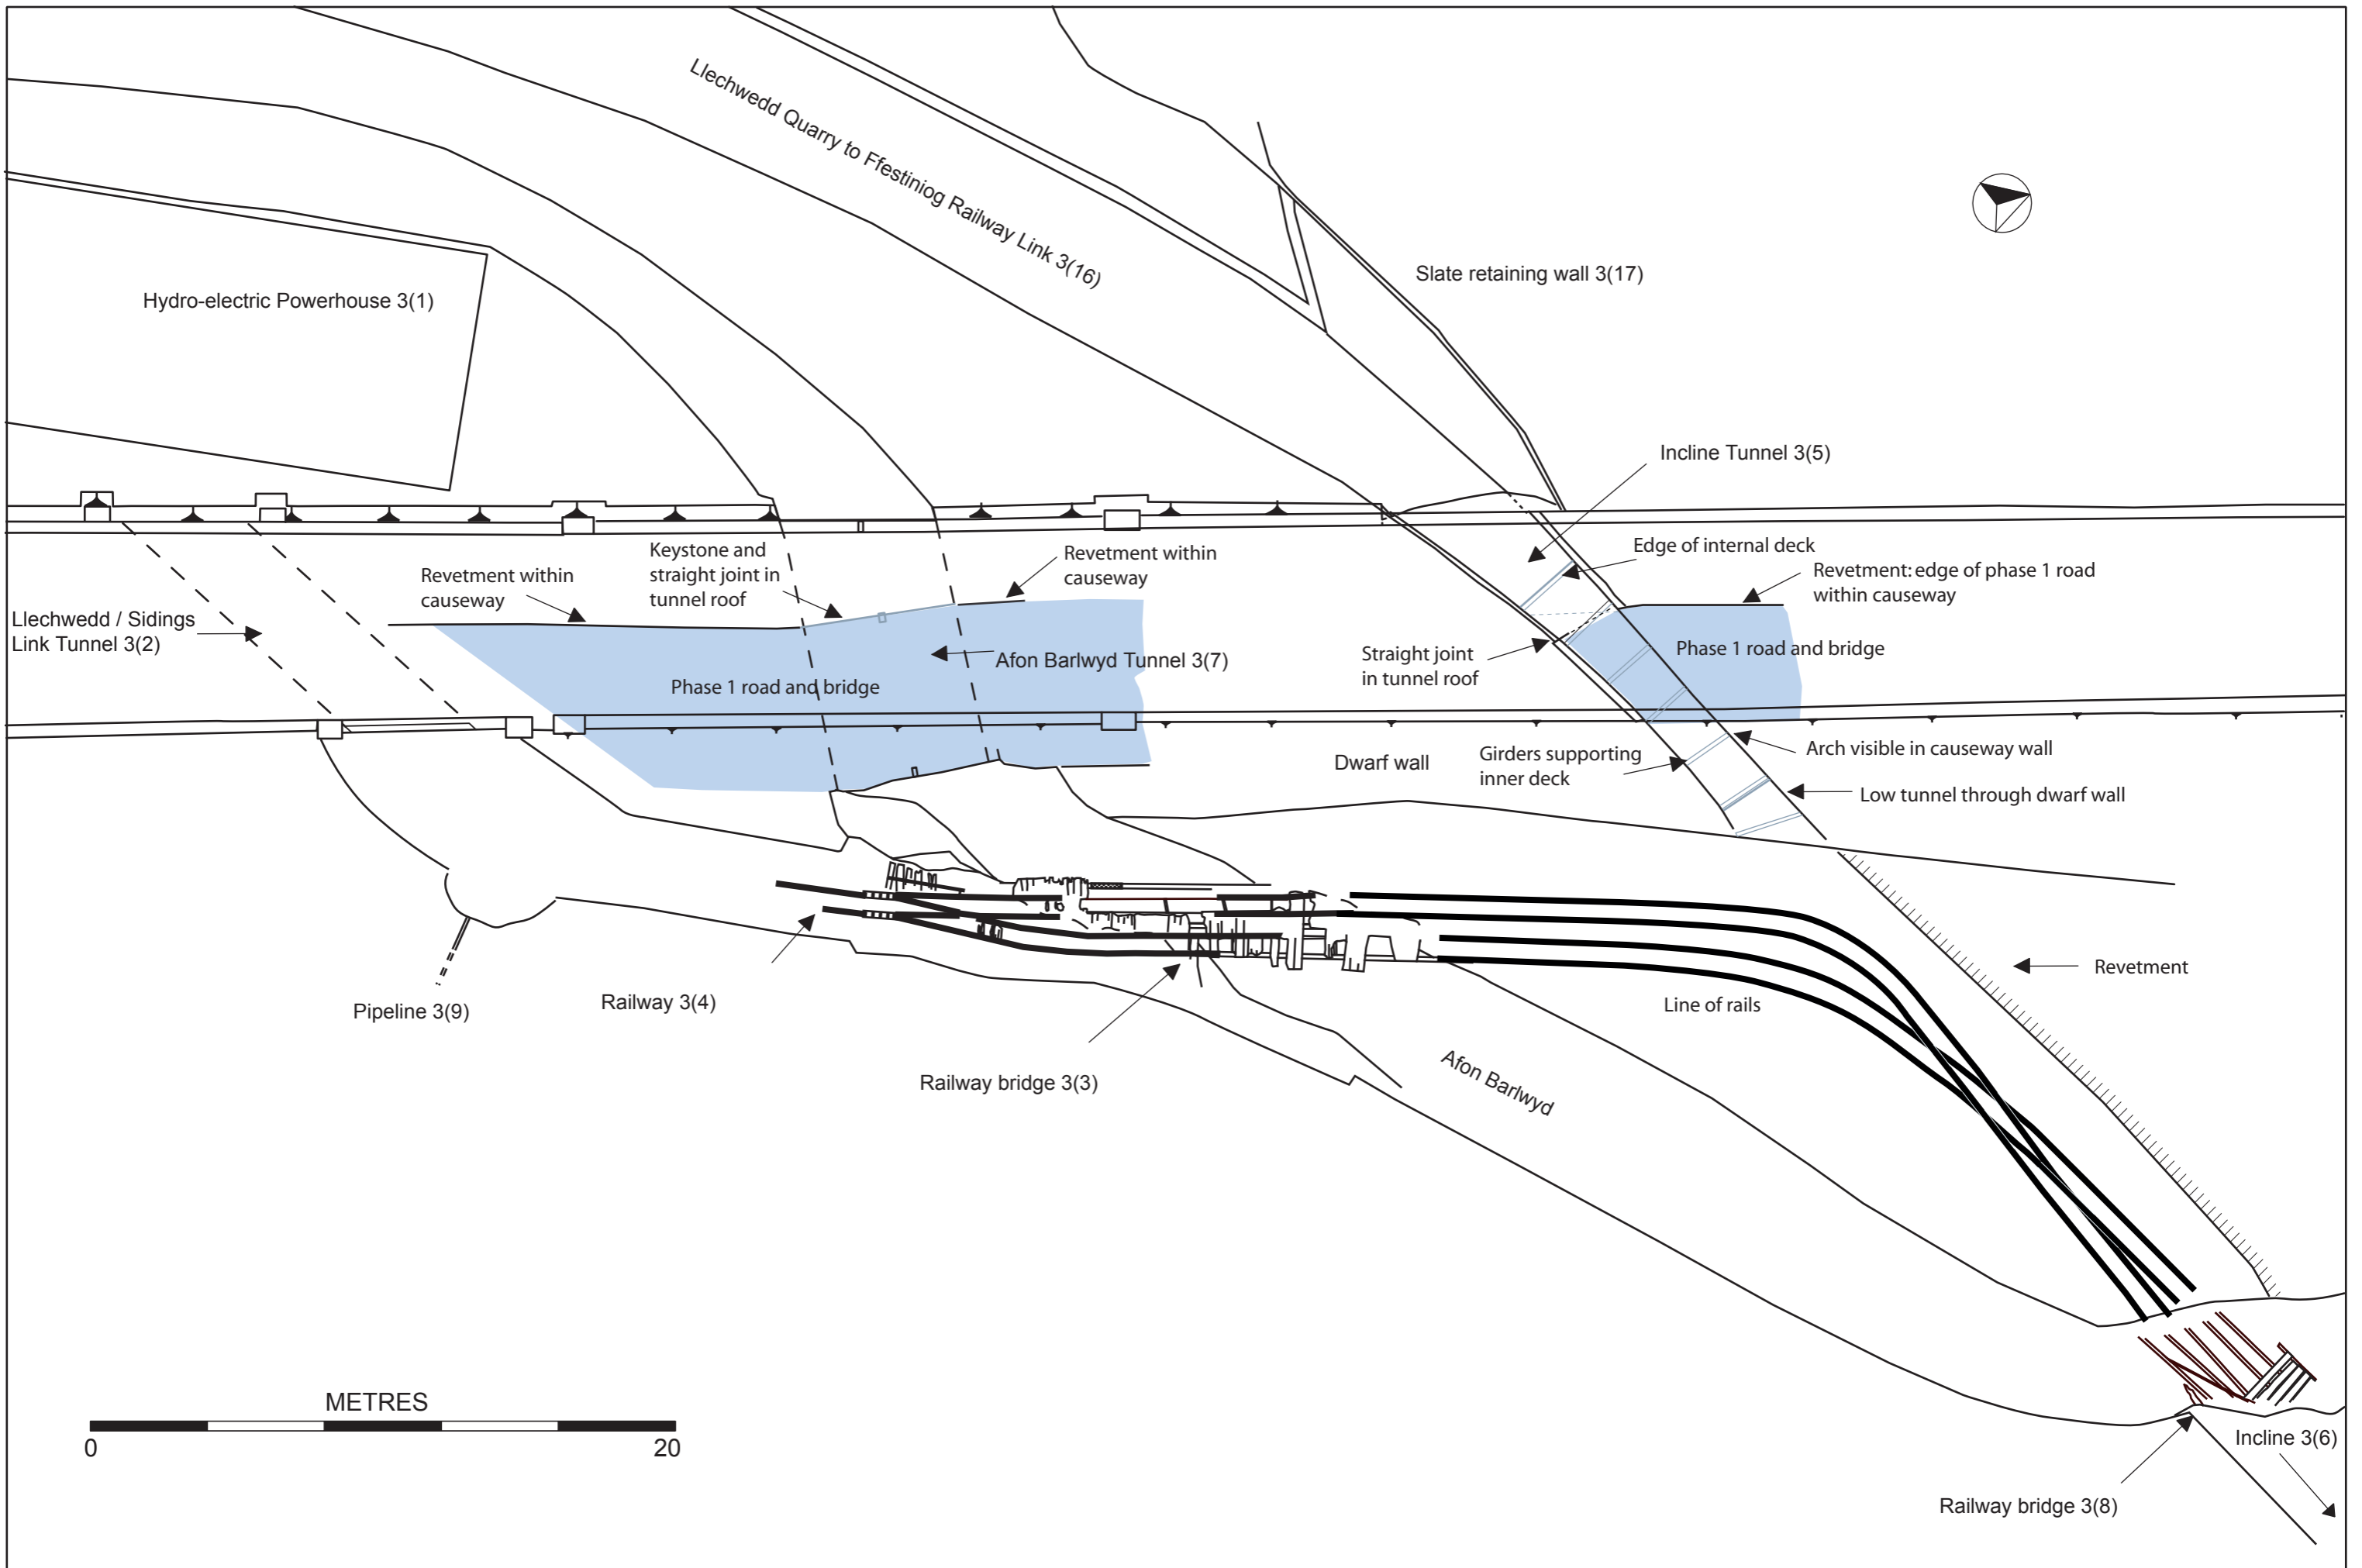 Llechwedd Quarry to Ffestiniog Railway Link 3(16)
Slate retaining wall 3(17)
Hydro-electric Powerhouse 3(1)
Incline Tunnel 3(5)
Edge of internal deck
Keystone and
straight joint in
tunnel roof
Revetment within
causeway
Revetment within
causeway
Revetment: edge of phase 1 road
within causeway
Llechwedd / Sidings
Link Tunnel 3(2)
Afon Barlwyd Tunnel 3(7)
Phase 1 road and bridge
Straight joint
in tunnel roof
Phase 1 road and bridge
Dwarf wall
Girders supporting
inner deck
Arch visible in causeway wall
Low tunnel through dwarf wall
Revetment
Pipeline 3(9)
Railway 3(4)
Line of rails
Railway bridge 3(3)
Afon Barlwyd
METRES
0
20
Incline 3(6)
Railway bridge 3(8)